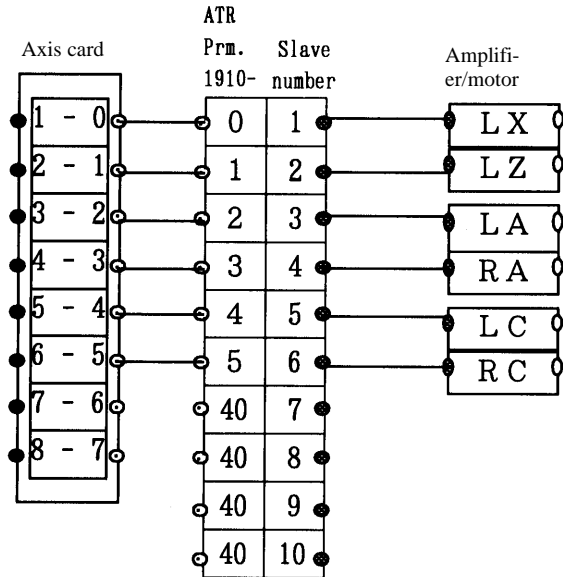 ATR
Prm. Slave
1910- number
Axis card
Amplifi-
er/motor
1 - 0 0 1 LX
2 - 1 1 2 LZ
3 - 2 2 3 LA
4 - 3 3 4 RA
5 - 4 4 5 LC
6 - 5 5 6 RC
7 - 6 40 7
8 - 7 40 8
40 9
40 10